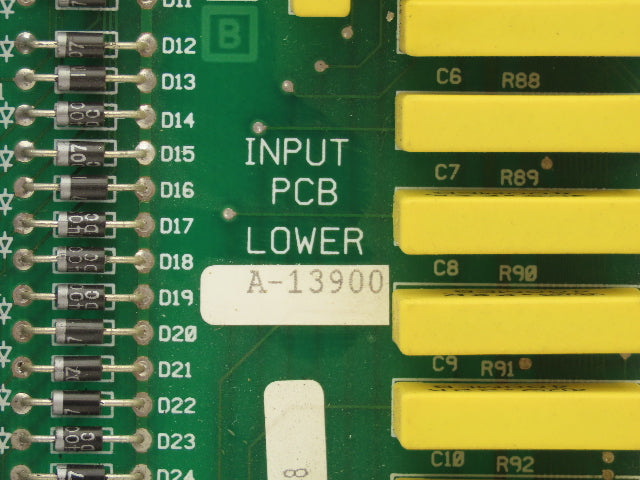 D11
B
D12
D13
C6 R88
D14
INPUT
PCB
LOWER
A-13900
D15
D16
C7 R89
D17
D18
C8 R90
D19
D20
C9 R91
D21
D22
D23
C10 R92
D24
8